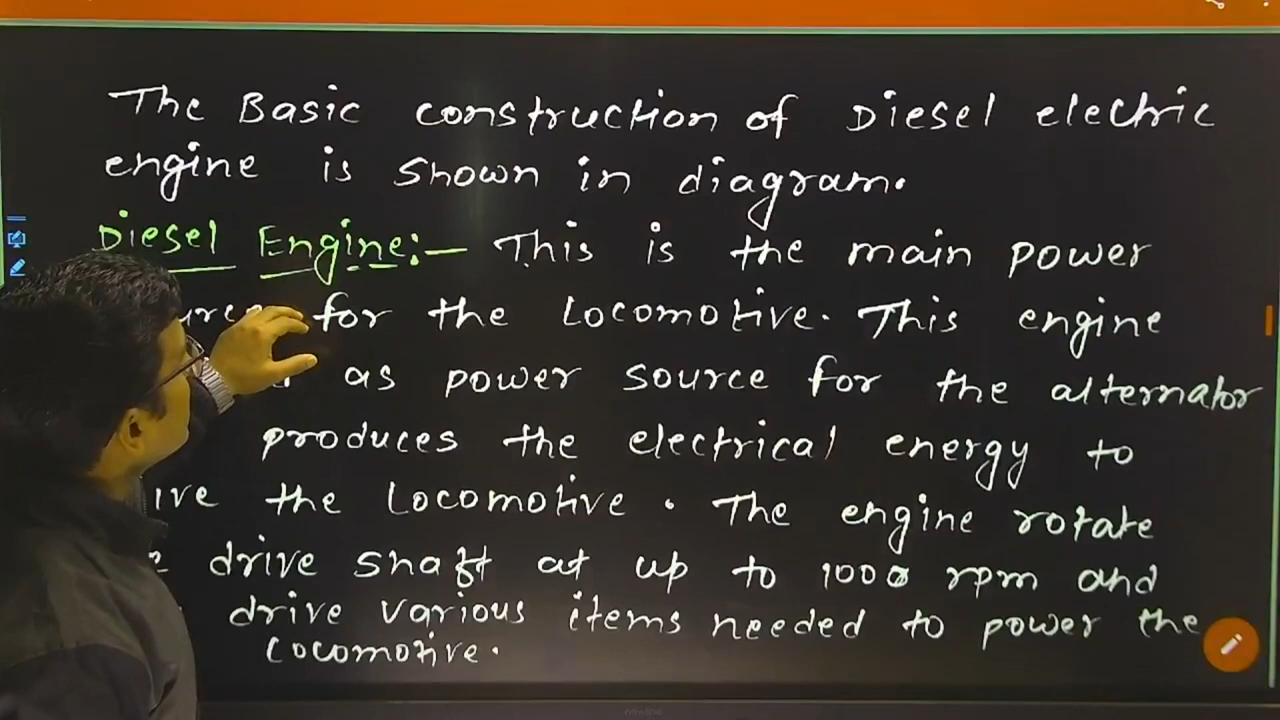 The Basic construction of Diesel electric
engine is shown in diagram.
Diesel Engine:- This is the main power
for the Locomotive. This engine
as power source for the alternator
produces the electrical energy to
the Locomotive. The engine rotate
drive shaft at up to 1000 rpm and
drive various items needed to power the
Locomotive.